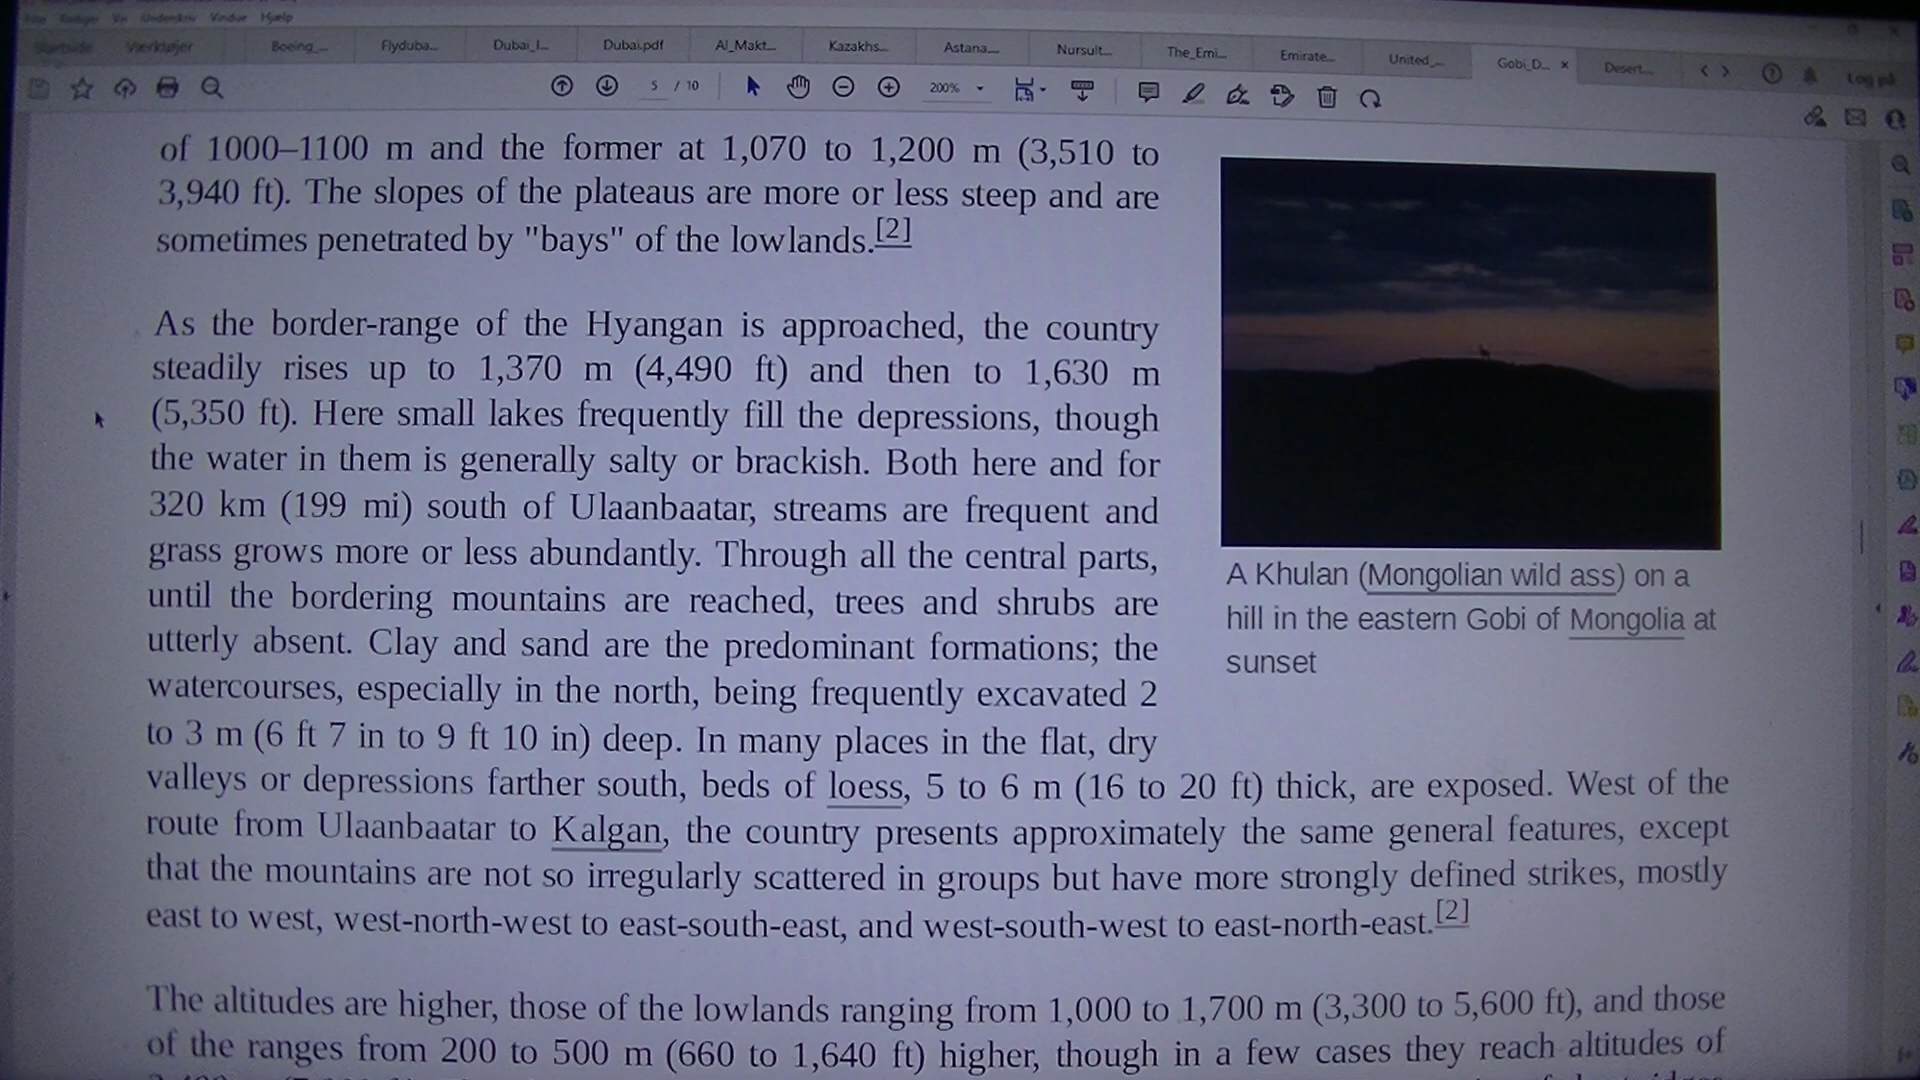 Filer Rediger Vis Underskriv Vindue Hjælp
Startside Værktøjer Boeing_... Flyduba... Dubai_I... Dubai.pdf Al_Makt... Kazakhs... Astana.... Nursult... The_Emi... Emirate... United_... Gobi_D... × Desert... Log på
5 / 10 200%
of 1000–1100 m and the former at 1,070 to 1,200 m (3,510 to
3,940 ft). The slopes of the plateaus are more or less steep and are
sometimes penetrated by "bays" of the lowlands.[2]
As the border-range of the Hyangan is approached, the country
steadily rises up to 1,370 m (4,490 ft) and then to 1,630 m
(5,350 ft). Here small lakes frequently fill the depressions, though
the water in them is generally salty or brackish. Both here and for
320 km (199 mi) south of Ulaanbaatar, streams are frequent and
grass grows more or less abundantly. Through all the central parts,
until the bordering mountains are reached, trees and shrubs are
utterly absent. Clay and sand are the predominant formations; the
watercourses, especially in the north, being frequently excavated 2
to 3 m (6 ft 7 in to 9 ft 10 in) deep. In many places in the flat, dry
valleys or depressions farther south, beds of loess, 5 to 6 m (16 to 20 ft) thick, are exposed. West of the
route from Ulaanbaatar to Kalgan, the country presents approximately the same general features, except
that the mountains are not so irregularly scattered in groups but have more strongly defined strikes, mostly
east to west, west-north-west to east-south-east, and west-south-west to east-north-east.[2]
A Khulan (Mongolian wild ass) on a
hill in the eastern Gobi of Mongolia at
sunset
The altitudes are higher, those of the lowlands ranging from 1,000 to 1,700 m (3,300 to 5,600 ft), and those
of the ranges from 200 to 500 m (660 to 1,640 ft) higher, though in a few cases they reach altitudes of